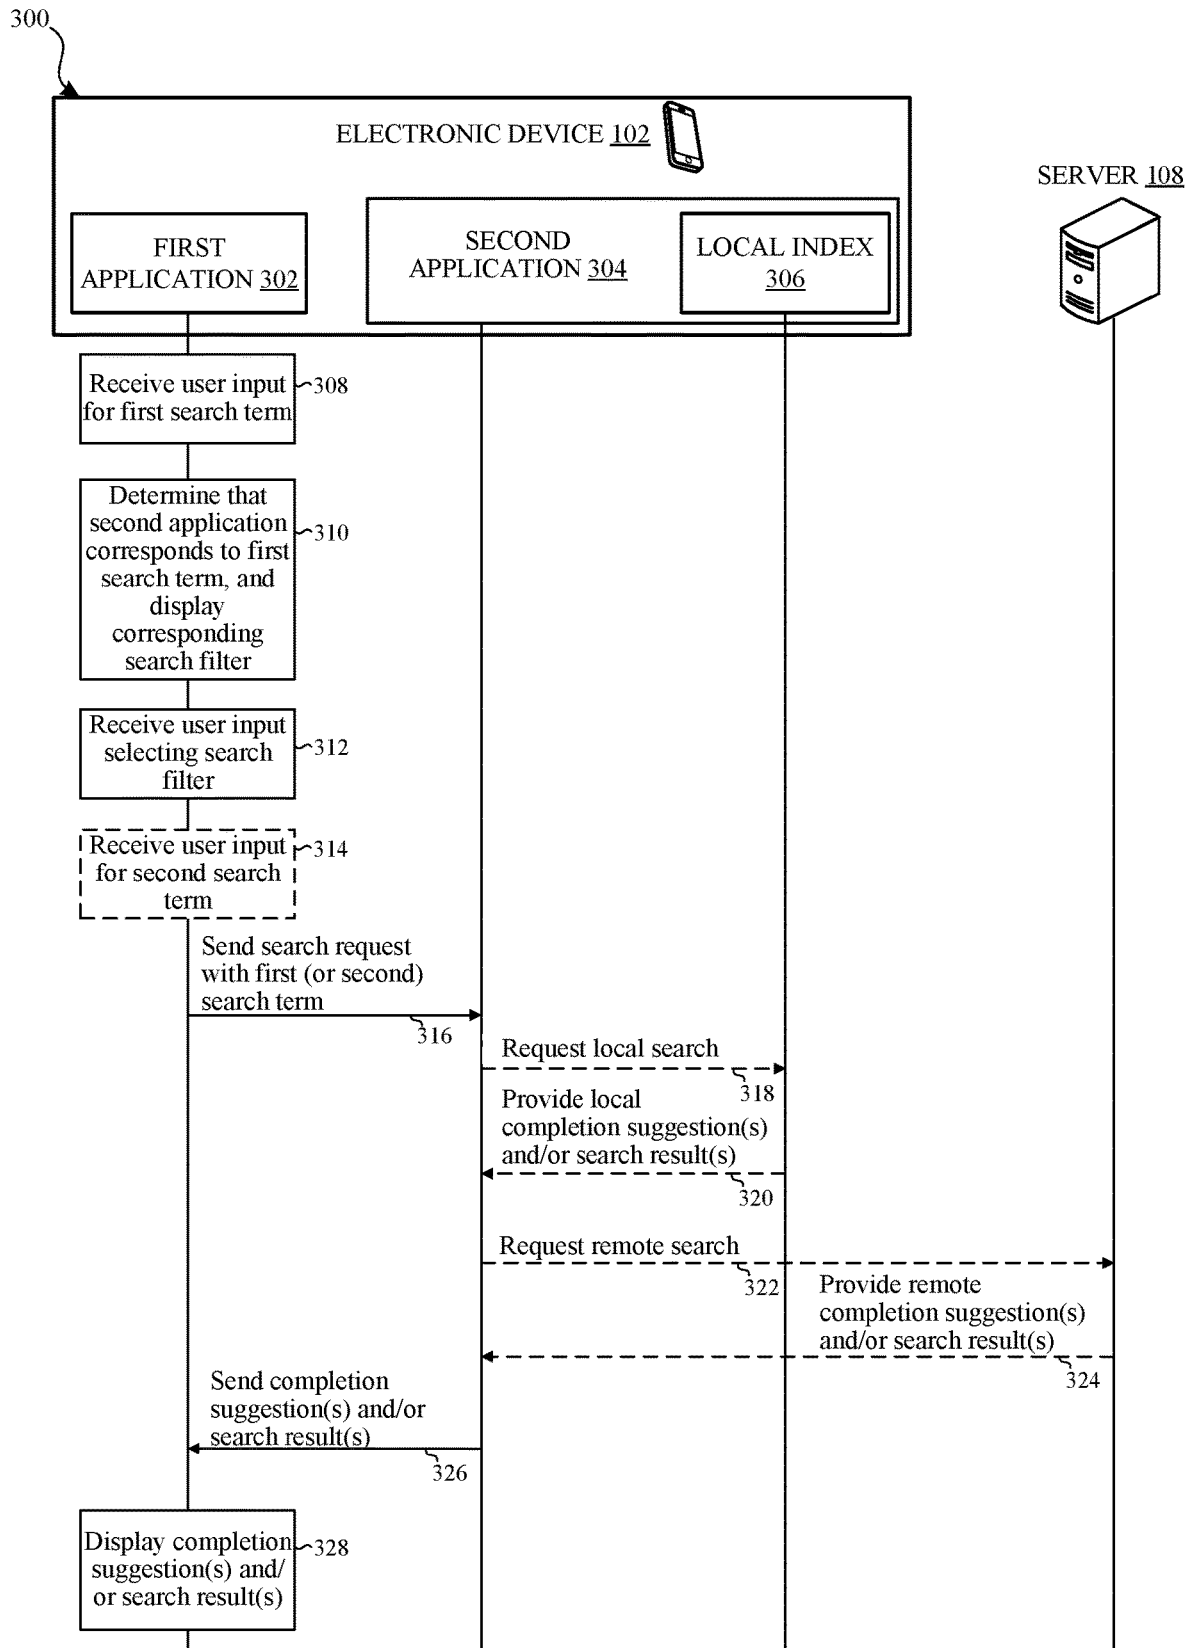 300
ELECTRONIC DEVICE 102
SERVER 108
FIRST
APPLICATION 302
SECOND
APPLICATION 304
LOCAL INDEX
306
Receive user input
for first search term
308
Determine that
second application
corresponds to first
search term, and
display
corresponding
search filter
310
Receive user input
selecting search
filter
312
Receive user input
for second search
term
314
Send search request
with first (or second)
search term
316
Request local search
318
Provide local
completion suggestion(s)
and/or search result(s)
320
Request remote search
322
Provide remote
completion suggestion(s)
and/or search result(s)
324
Send completion
suggestion(s) and/or
search result(s)
326
Display completion
suggestion(s) and/
or search result(s)
328